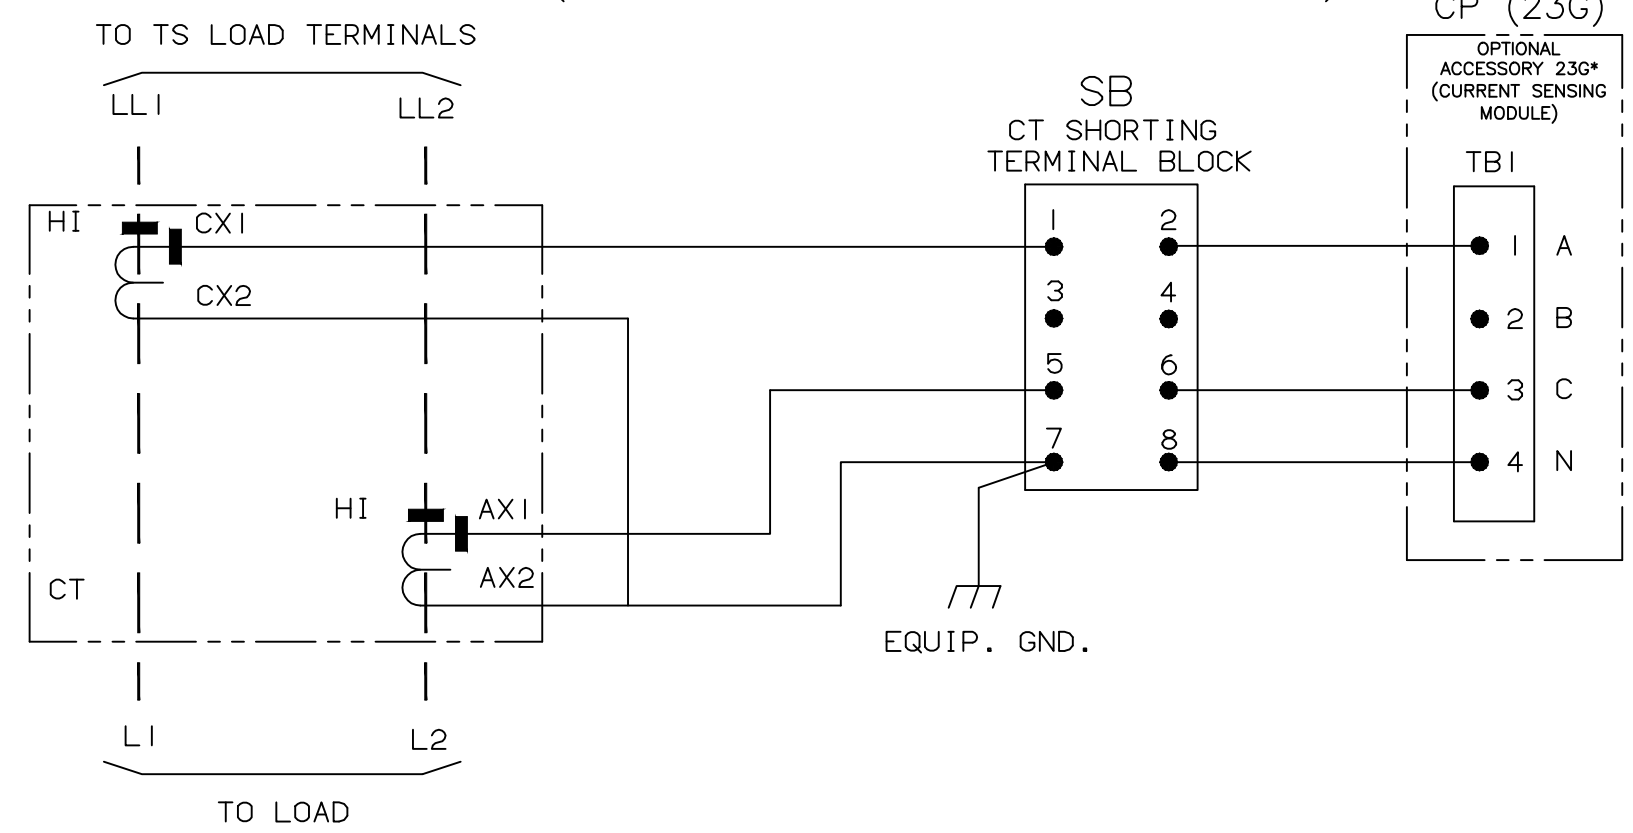 CP (23G)
TO TS LOAD TERMINALS
OPTIONAL
ACCESSORY 23G*
(CURRENT SENSING
MODULE)
LL1 LL2
SB
CT SHORTING
TERMINAL BLOCK
TB1
HI CX1
1 2
1 A
CX2
3 4
2 B
5 6
3 C
7 8
4 N
HI AX1
AX2
CT
EQUIP. GND.
L1 L2
TO LOAD